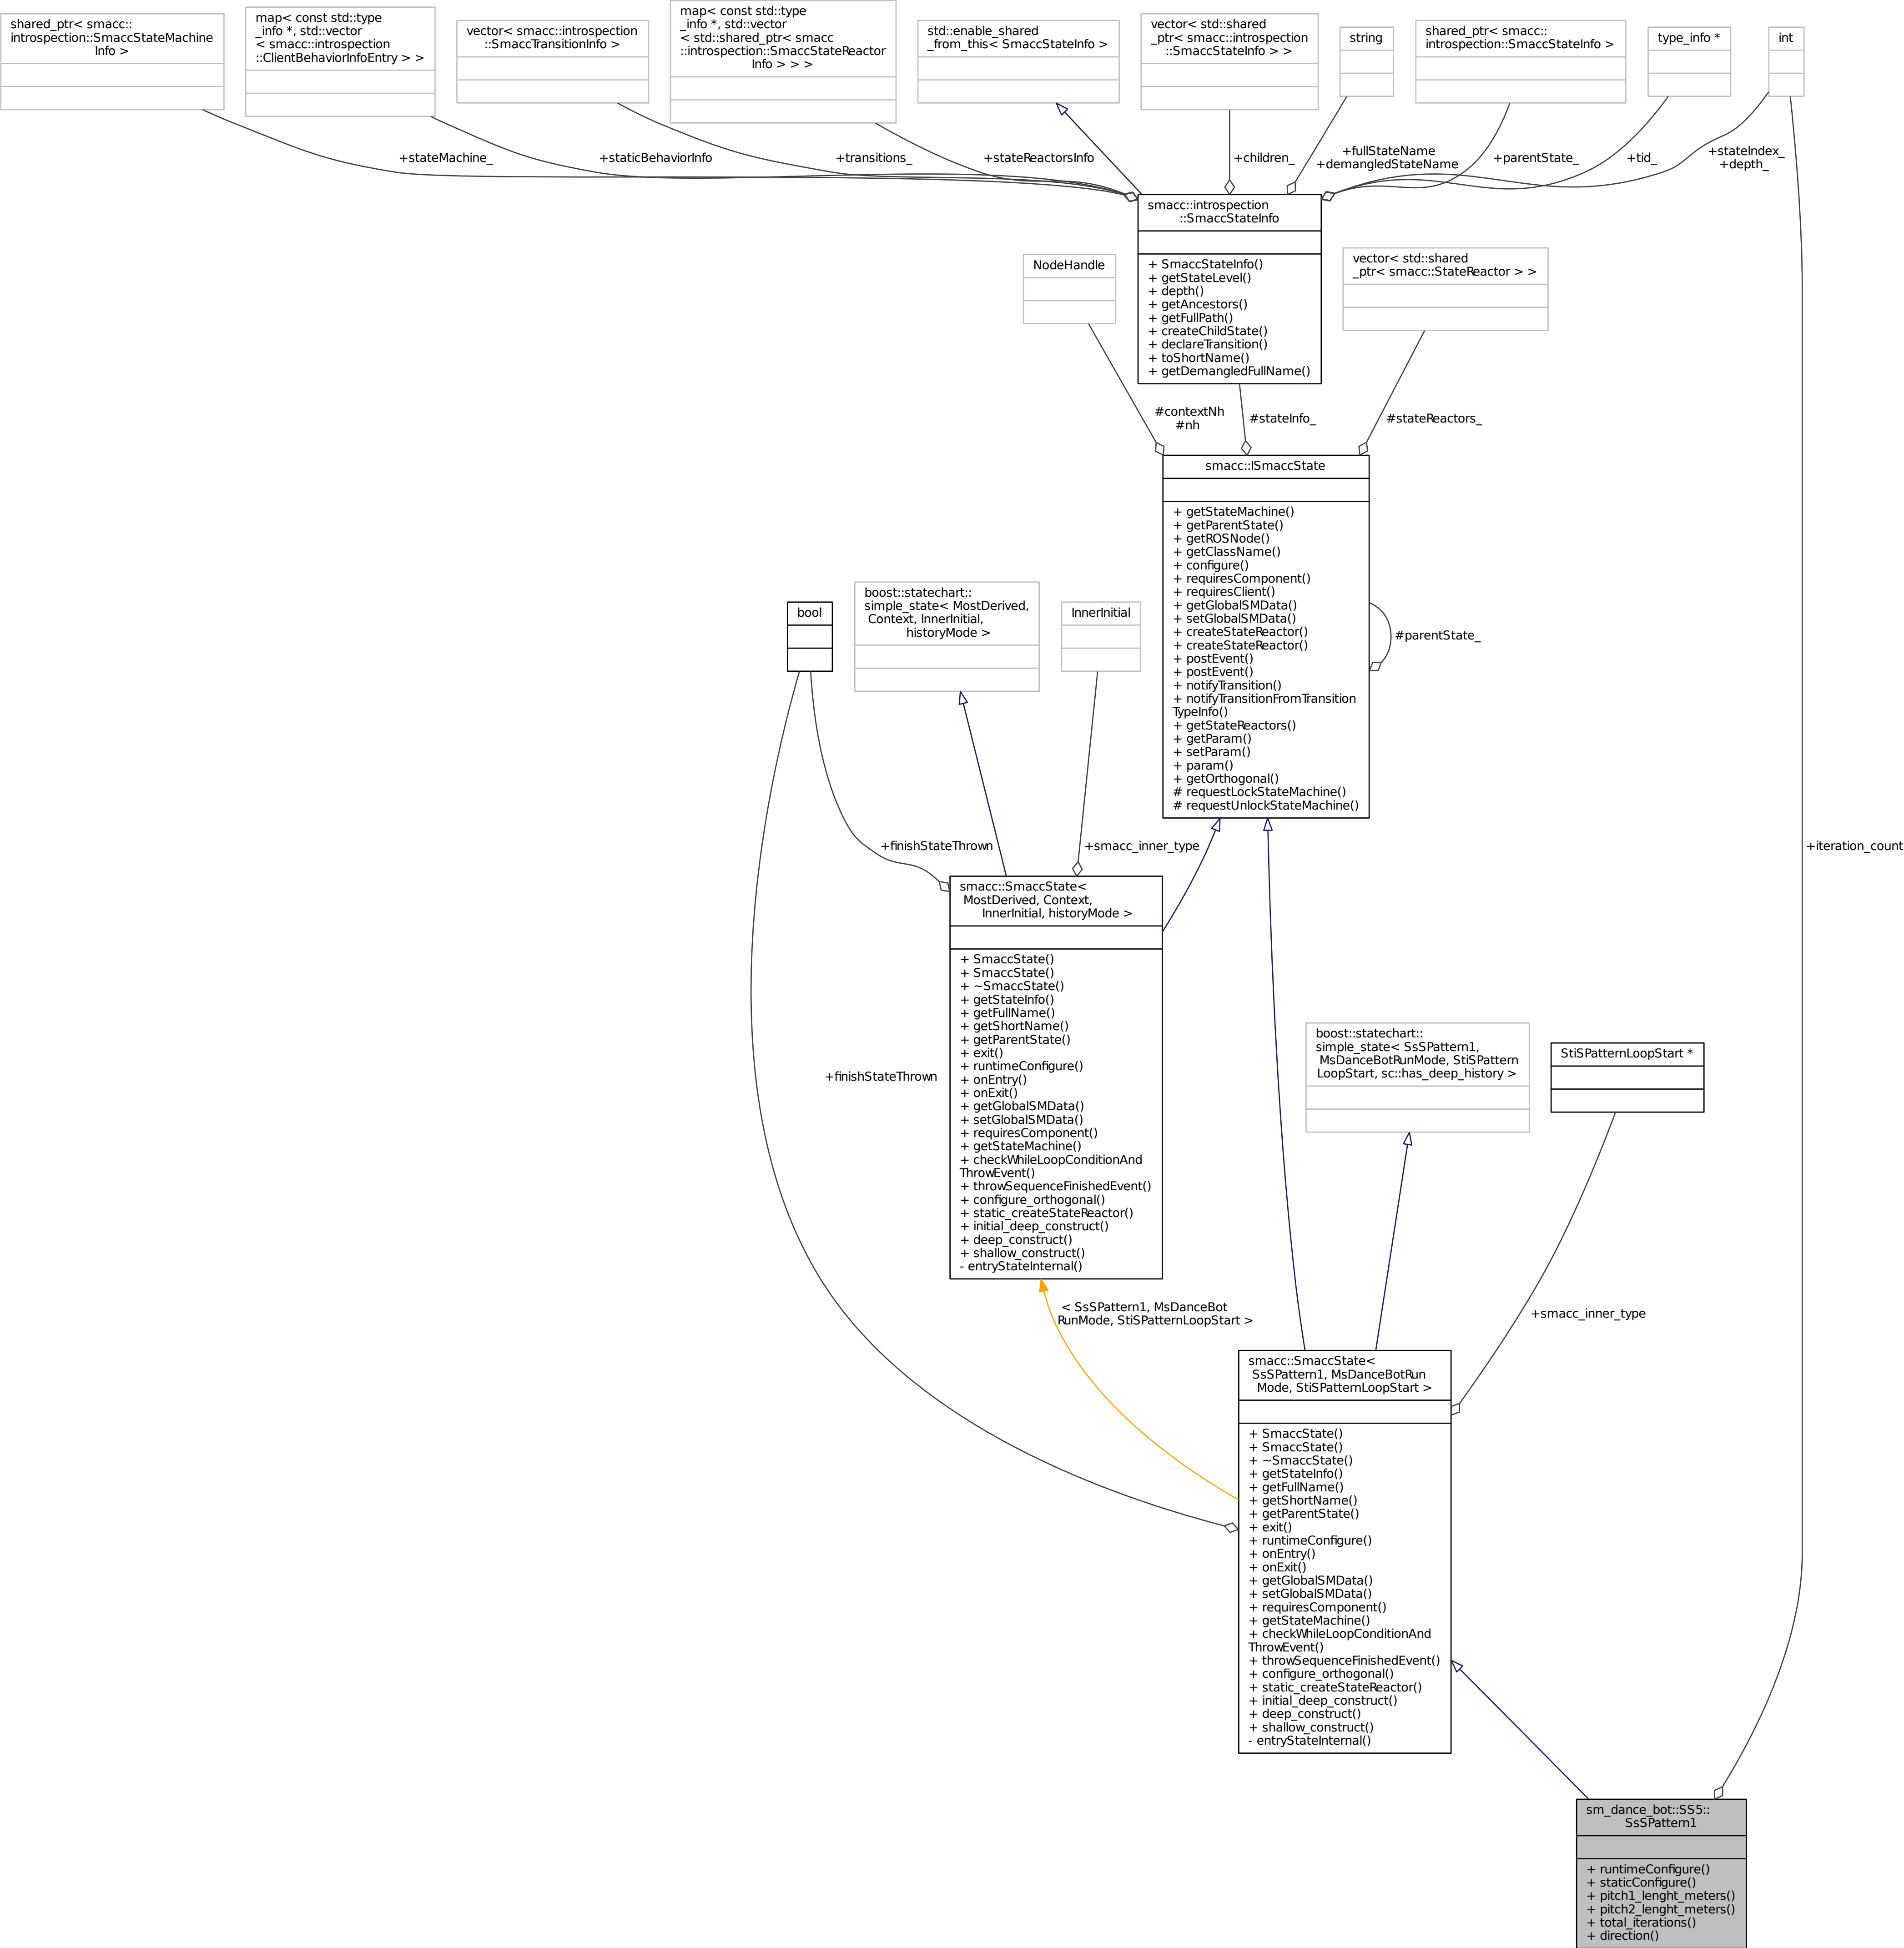 shared_ptr< smacc::
introspection::SmaccStateMachine
Info >
map< const std::type
_info *, std::vector
< smacc::introspection
::ClientBehaviorInfoEntry > >
vector< smacc::introspection
::SmaccTransitionInfo >
map< const std::type
_info *, std::vector
< std::shared_ptr< smacc
::introspection::SmaccStateReactor
Info > > >
std::enable_shared
_from_this< SmaccStateInfo >
vector< std::shared
_ptr< smacc::introspection
::SmaccStateInfo > >
string
shared_ptr< smacc::
introspection::SmaccStateInfo >
type_info *
int
+stateMachine_
+staticBehaviorInfo
+transitions_
+stateReactorsInfo
+children_
+fullStateName
+demangledStateName
+parentState_
+tid_
+stateIndex_
+depth_
smacc::introspection
::SmaccStateInfo
+ SmaccStateInfo()
+ getStateLevel()
+ depth()
+ getAncestors()
+ getFullPath()
+ createChildState()
+ declareTransition()
+ toShortName()
+ getDemangledFullName()
NodeHandle
vector< std::shared
_ptr< smacc::StateReactor > >
#contextNh
#nh
#stateInfo_
#stateReactors_
smacc::ISmaccState
+ getStateMachine()
+ getParentState()
+ getROSNode()
+ getClassName()
+ configure()
+ requiresComponent()
+ requiresClient()
+ getGlobalSMData()
+ setGlobalSMData()
+ createStateReactor()
+ createStateReactor()
+ postEvent()
+ postEvent()
+ notifyTransition()
+ notifyTransitionFromTransition
TypeInfo()
+ getStateReactors()
+ getParam()
+ setParam()
+ param()
+ getOrthogonal()
# requestLockStateMachine()
# requestUnlockStateMachine()
#parentState_
bool
boost::statechart::
simple_state< MostDerived,
Context, InnerInitial,
historyMode >
InnerInitial
+finishStateThrown
+smacc_inner_type
+iteration_count
smacc::SmaccState<
MostDerived, Context,
InnerInitial, historyMode >
+ SmaccState()
+ SmaccState()
+ ~SmaccState()
+ getStateInfo()
+ getFullName()
+ getShortName()
+ getParentState()
+ exit()
+ runtimeConfigure()
+ onEntry()
+ onExit()
+ getGlobalSMData()
+ setGlobalSMData()
+ requiresComponent()
+ getStateMachine()
+ checkWhileLoopConditionAnd
ThrowEvent()
+ throwSequenceFinishedEvent()
+ configure_orthogonal()
+ static_createStateReactor()
+ initial_deep_construct()
+ deep_construct()
+ shallow_construct()
- entryStateInternal()
+finishStateThrown
boost::statechart::
simple_state< SsSPattern1,
MsDanceBotRunMode, StiSPattern
LoopStart, sc::has_deep_history >
StiSPatternLoopStart *
< SsSPattern1, MsDanceBot
RunMode, StiSPatternLoopStart >
+smacc_inner_type
smacc::SmaccState<
SsSPattern1, MsDanceBotRun
Mode, StiSPatternLoopStart >
+ SmaccState()
+ SmaccState()
+ ~SmaccState()
+ getStateInfo()
+ getFullName()
+ getShortName()
+ getParentState()
+ exit()
+ runtimeConfigure()
+ onEntry()
+ onExit()
+ getGlobalSMData()
+ setGlobalSMData()
+ requiresComponent()
+ getStateMachine()
+ checkWhileLoopConditionAnd
ThrowEvent()
+ throwSequenceFinishedEvent()
+ configure_orthogonal()
+ static_createStateReactor()
+ initial_deep_construct()
+ deep_construct()
+ shallow_construct()
- entryStateInternal()
sm_dance_bot::SS5::
SsSPattern1
+ runtimeConfigure()
+ staticConfigure()
+ pitch1_lenght_meters()
+ pitch2_lenght_meters()
+ total_iterations()
+ direction()